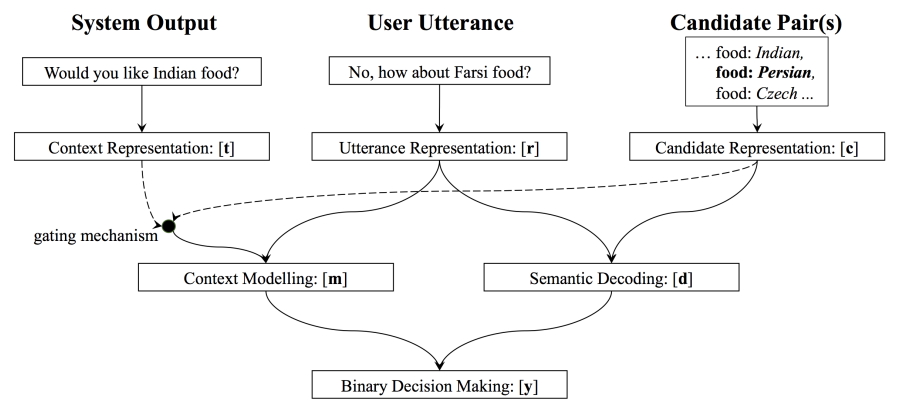 System Output
User Utterance
Candidate Pair(s)
Would you like Indian food?
No, how about Farsi food?
... food: Indian,
food: Persian,
food: Czech ...
Context Representation: [t]
Utterance Representation: [r]
Candidate Representation: [c]
gating mechanism
Context Modelling: [m]
Semantic Decoding: [d]
Binary Decision Making: [y]